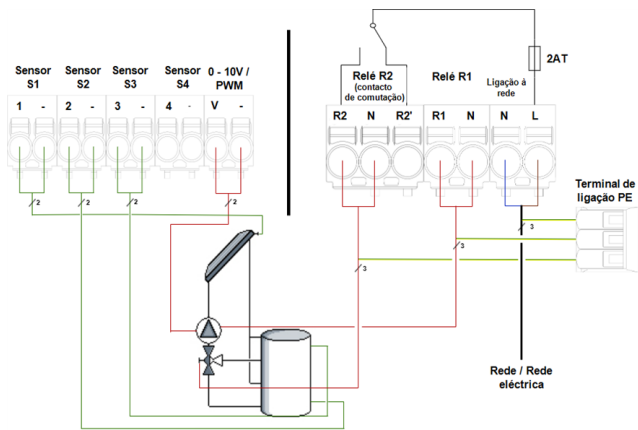 Sensor S1
Sensor S2
Sensor S3
Sensor S4
0 - 10V / PWM
1 - 2 - 3 - 4 - V -
2
2
2
2
Relé R2
(contacto de comutação)
Relé R1
Ligação á rede
2AT
R2 N R2' R1 N N L
Terminal de ligação PE
3
3
3
Rede / Rede eléctrica